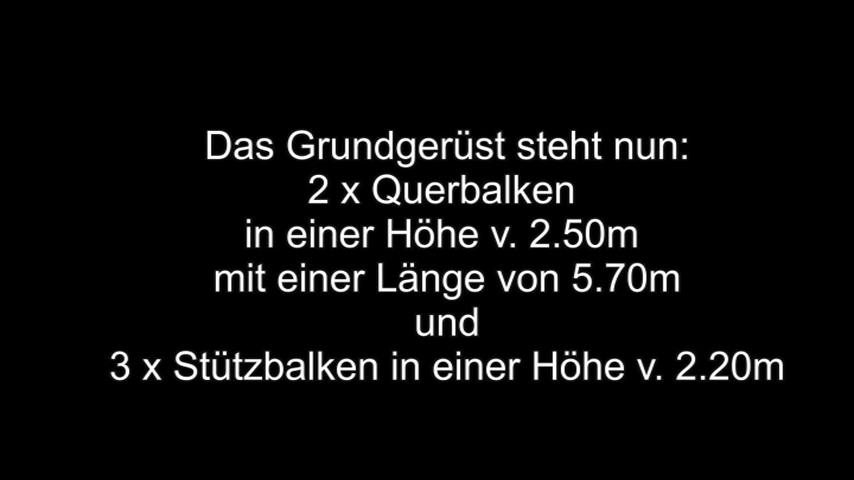 Das Grundgerüst steht nun:
2 x Querbalken
in einer Höhe v. 2.50m
mit einer Länge von 5.70m
und
3 x Stützbalken in einer Höhe v. 2.20m